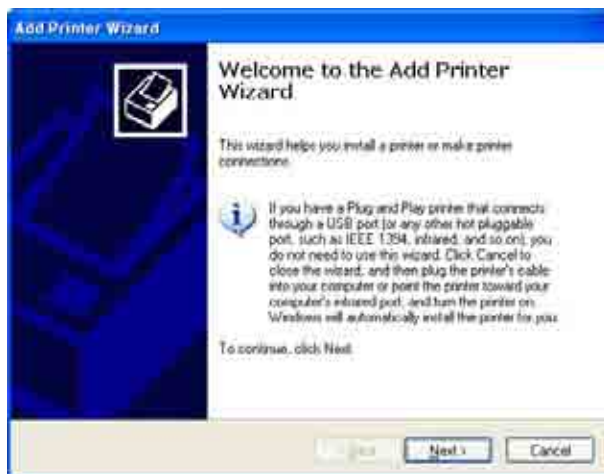 Add Printer Wizard
Welcome to the Add Printer
Wizard
This wizard helps you install a printer or make printer
connections.
If you have a Plug and Play printer that connects
through a USB port (or any other hot pluggable
port, such as IEEE 1394, infrared, and so on), you
do not need to use this wizard. Click Cancel to
close the wizard, and then plug the printer's cable
into your computer or point the printer toward your
computer's infrared port, and turn the printer on.
Windows will automatically install the printer for you.
To continue, click Next.
Next >
Cancel